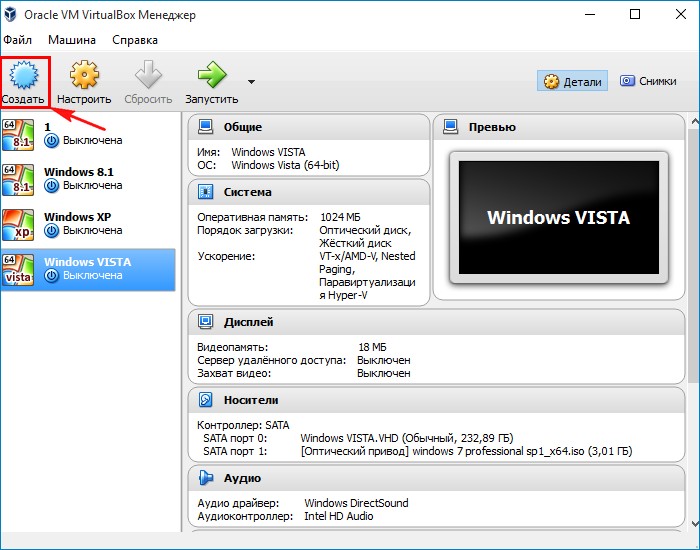 Oracle VM VirtualBox Менеджер
Файл Машина Справка
Создать Настроить Сбросить Запустить Детали Снимки
64 8.1 1
Выключена
64 8.1 Windows 8.1
Выключена
xp Windows XP
Выключена
64 vista Windows VISTA
Выключена
Общие
Имя: Windows VISTA
ОС: Windows Vista (64-bit)
Превью
Windows VISTA
Система
Оперативная память: 1024 МБ
Порядок загрузки: Оптический диск,
Жёсткий диск
Ускорение: VT-x/AMD-V, Nested
Paging,
Паравиртуализаци
я Hyper-V
Дисплей
Видеопамять: 18 МБ
Сервер удалённого доступа: Выключен
Захват видео: Выключен
Носители
Контроллер: SATA
SATA порт 0: Windows VISTA.VHD (Обычный, 232,89 ГБ)
SATA порт 1: [Оптический привод] windows 7 professional sp1_x64.iso (3,01 ГБ)
Аудио
Аудио драйвер: Windows DirectSound
Аудиоконтроллер: Intel HD Audio